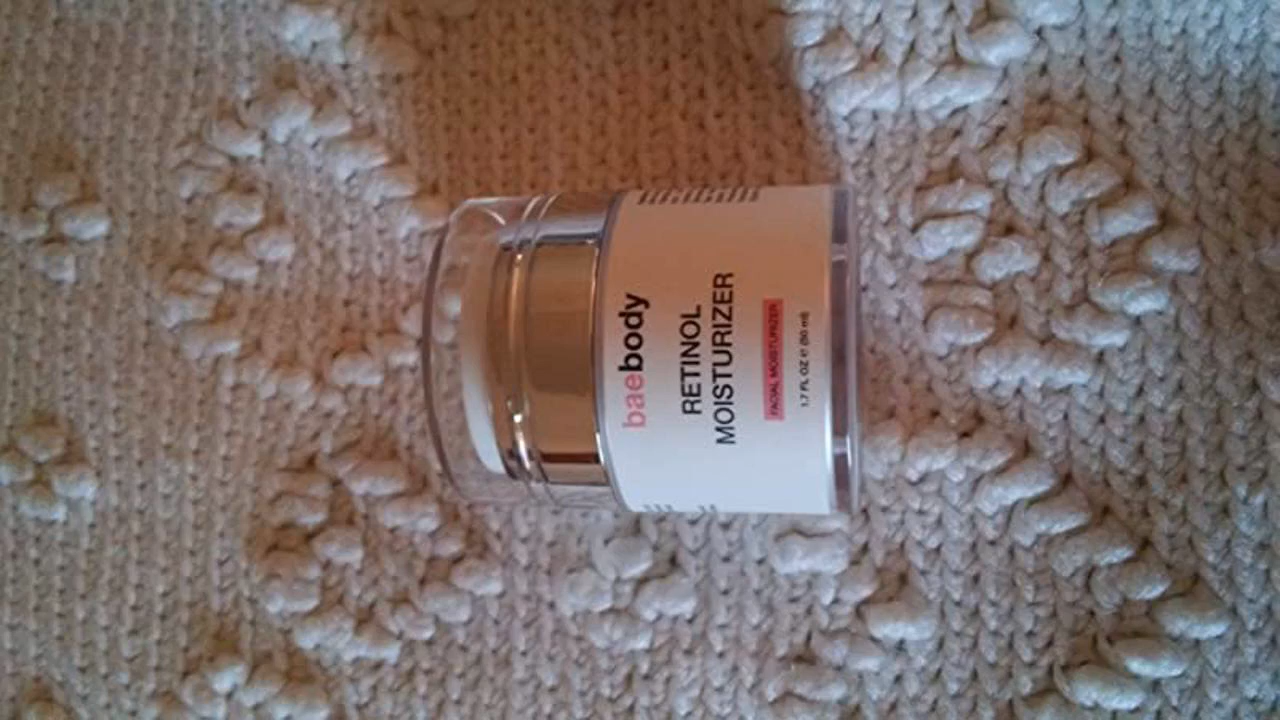 baebody
RETINOL
MOISTURIZER
FACIAL MOISTURIZER
1.7 FL OZ e (50 ml)